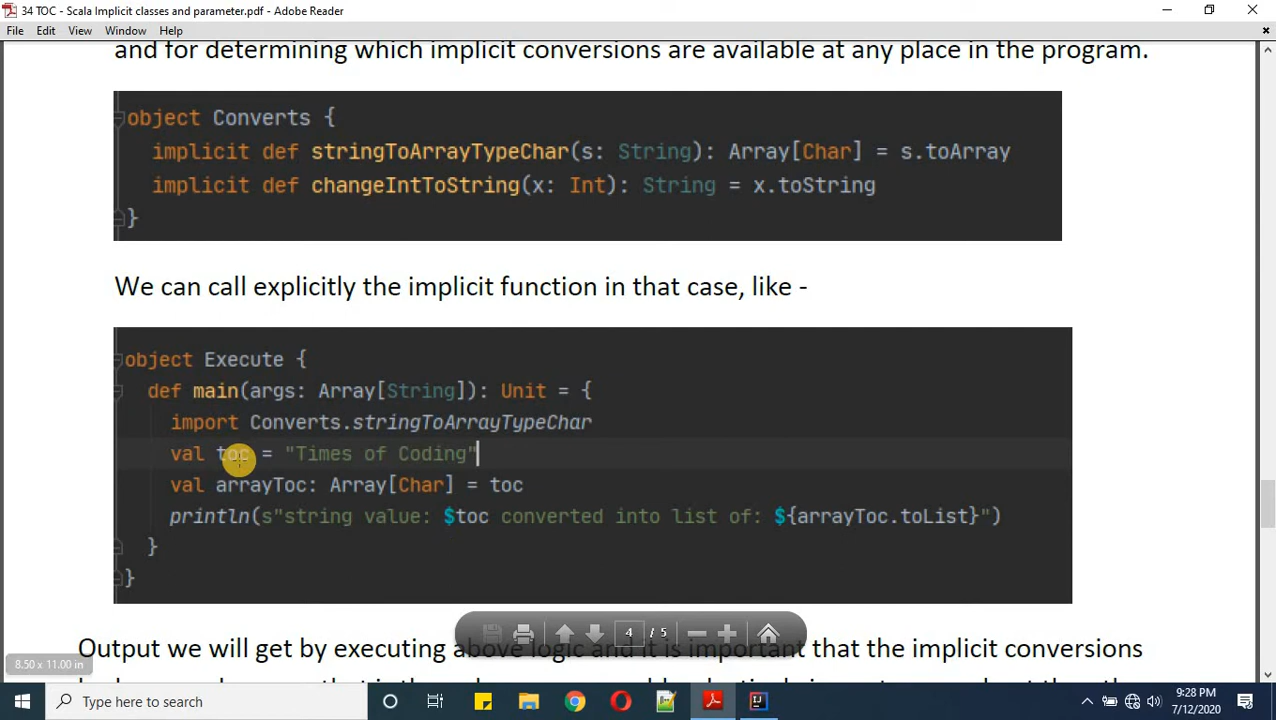 34 TOC - Scala Implicit classes and parameter.pdf - Adobe Reader
File Edit View Window Help
and for determining which implicit conversions are available at any place in the program.
object Converts {
implicit def stringToArrayTypeChar(s: String): Array[Char] = s.toArray
implicit def changeIntToString(x: Int): String = x.toString
}
We can call explicitly the implicit function in that case, like -
object Execute {
def main(args: Array[String]): Unit = {
import Converts.stringToArrayTypeChar
val toc = "Times of Coding"
val arrayToc: Array[Char] = toc
println(s"string value: $toc converted into list of: ${arrayToc.toList}")
}
}
4 / 5
Output we will get by executing above logic and it is important that the implicit conversions
8.50 x 11.00 in
Type here to search
9:28 PM
7/12/2020